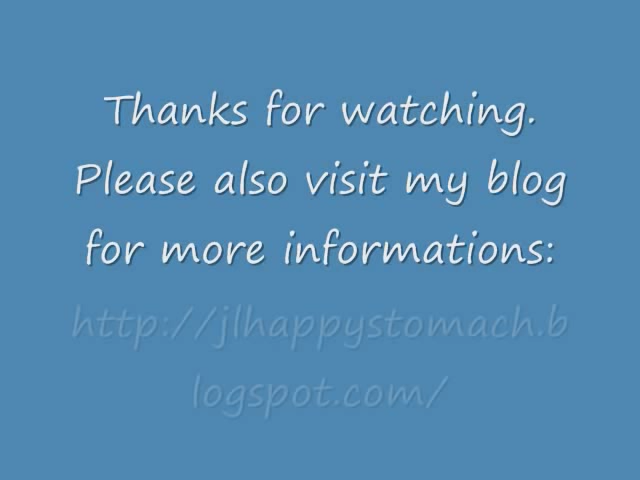 Thanks for watching.
Please also visit my blog
for more informations:
http://jlhappystomach.b
logspot.com/